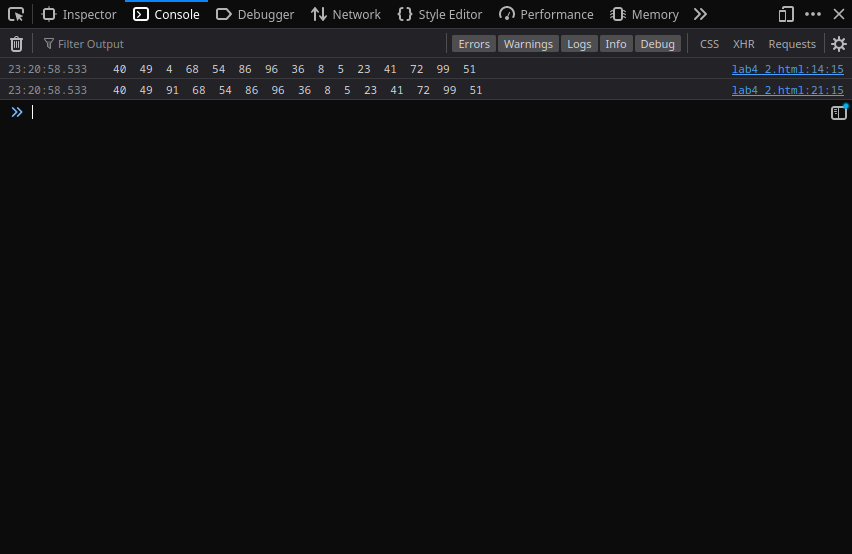 Inspector Console Debugger Network Style Editor Performance Memory
Filter Output Errors Warnings Logs Info Debug CSS XHR Requests
23:20:58.533 40 49 4 68 54 86 96 36 8 5 23 41 72 99 51 lab4_2.html:14:15
23:20:58.533 40 49 91 68 54 86 96 36 8 5 23 41 72 99 51 lab4_2.html:21:15